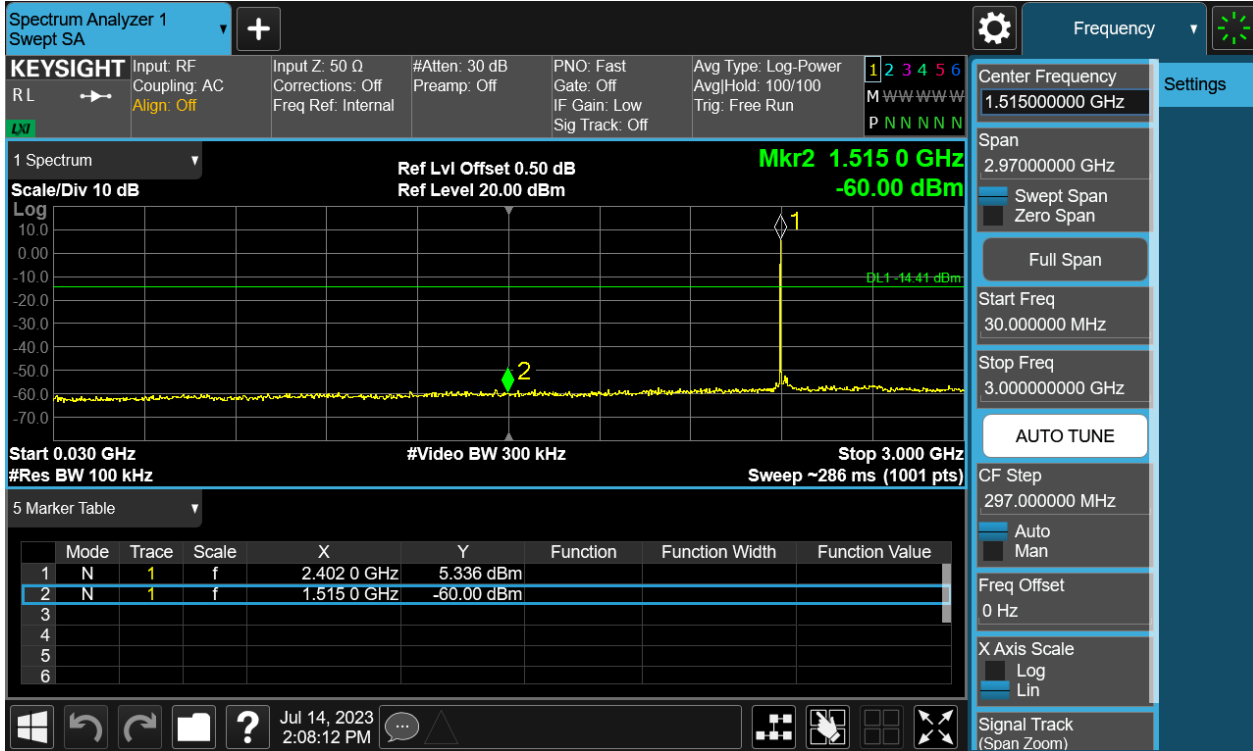 Spectrum Analyzer 1
Swept SA
Frequency
KEYSIGHT
RL
LXI
Input: RF
Coupling: AC
Align: Off
Input Z: 50 Ω
Corrections: Off
Freq Ref: Internal
#Atten: 30 dB
Preamp: Off
PNO: Fast
Gate: Off
IF Gain: Low
Sig Track: Off
Avg Type: Log-Power
Avg|Hold: 100/100
Trig: Free Run
1 2 3 4 5 6
M W W W W W
P N N N N N
1 Spectrum
Scale/Div 10 dB
Ref Lvl Offset 0.50 dB
Ref Level 20.00 dBm
Mkr2 1.515 0 GHz
-60.00 dBm
Log
10.0
0.00
-10.0
-20.0
-30.0
-40.0
-50.0
-60.0
-70.0
1
DL1 -14.41 dBm
2
Start 0.030 GHz
#Video BW 300 kHz
Stop 3.000 GHz
#Res BW 100 kHz
Sweep ~286 ms (1001 pts)
5 Marker Table
Mode Trace Scale X Y Function Function Width Function Value
1 N 1 f 2.402 0 GHz 5.336 dBm
2 N 1 f 1.515 0 GHz -60.00 dBm
3
4
5
6
Jul 14, 2023
2:08:12 PM
Center Frequency
1.515000000 GHz
Settings
Span
2.97000000 GHz
Swept Span
Zero Span
Full Span
Start Freq
30.000000 MHz
Stop Freq
3.000000000 GHz
AUTO TUNE
CF Step
297.000000 MHz
Auto
Man
Freq Offset
0 Hz
X Axis Scale
Log
Lin
Signal Track
(Span Zoom)